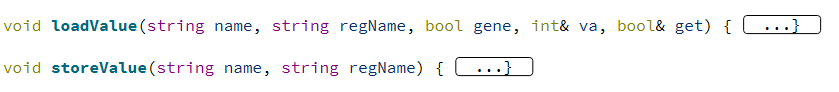 void loadValue(string name, string regName, bool gene, int& va, bool& get) { ...}
void storeValue(string name, string regName) { ...}